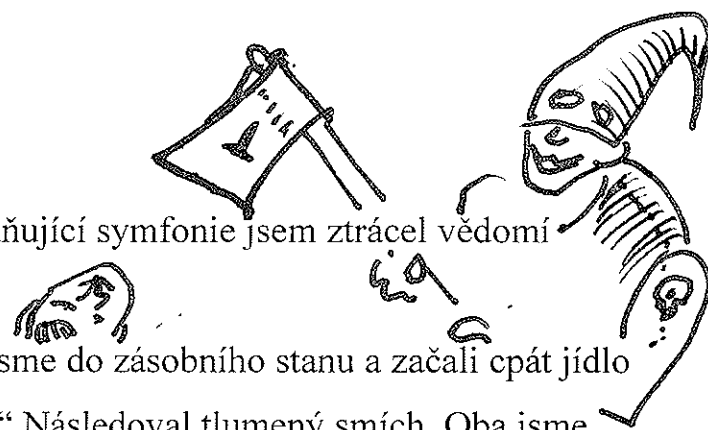 ňující symfonie jsem ztrácel vědomí
sme do zásobního stanu a začali cpát jídlo
“ Následoval tlumený smích. Oba jsme